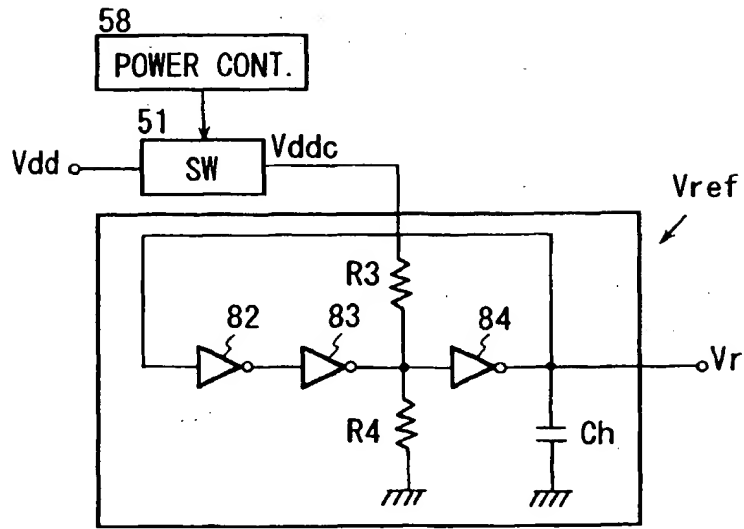 58
POWER CONT.
51
Vdd
SW
Vddc
Vref
R3
82
83
84
Vr
R4
Ch